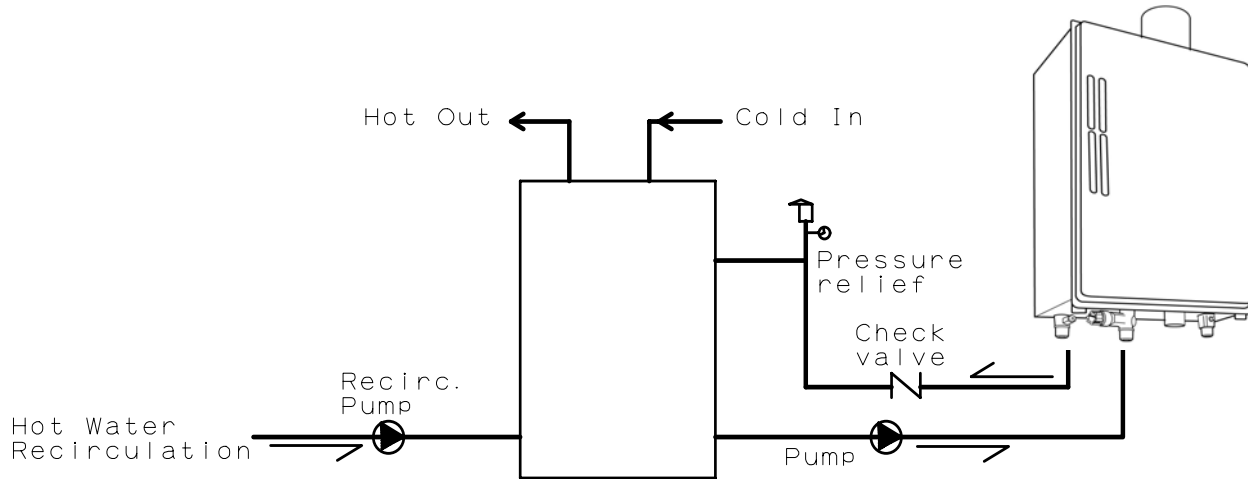 Hot Out
Cold In
Pressure
relief
Check
valve
Recirc.
Pump
Hot Water
Recirculation
Pump